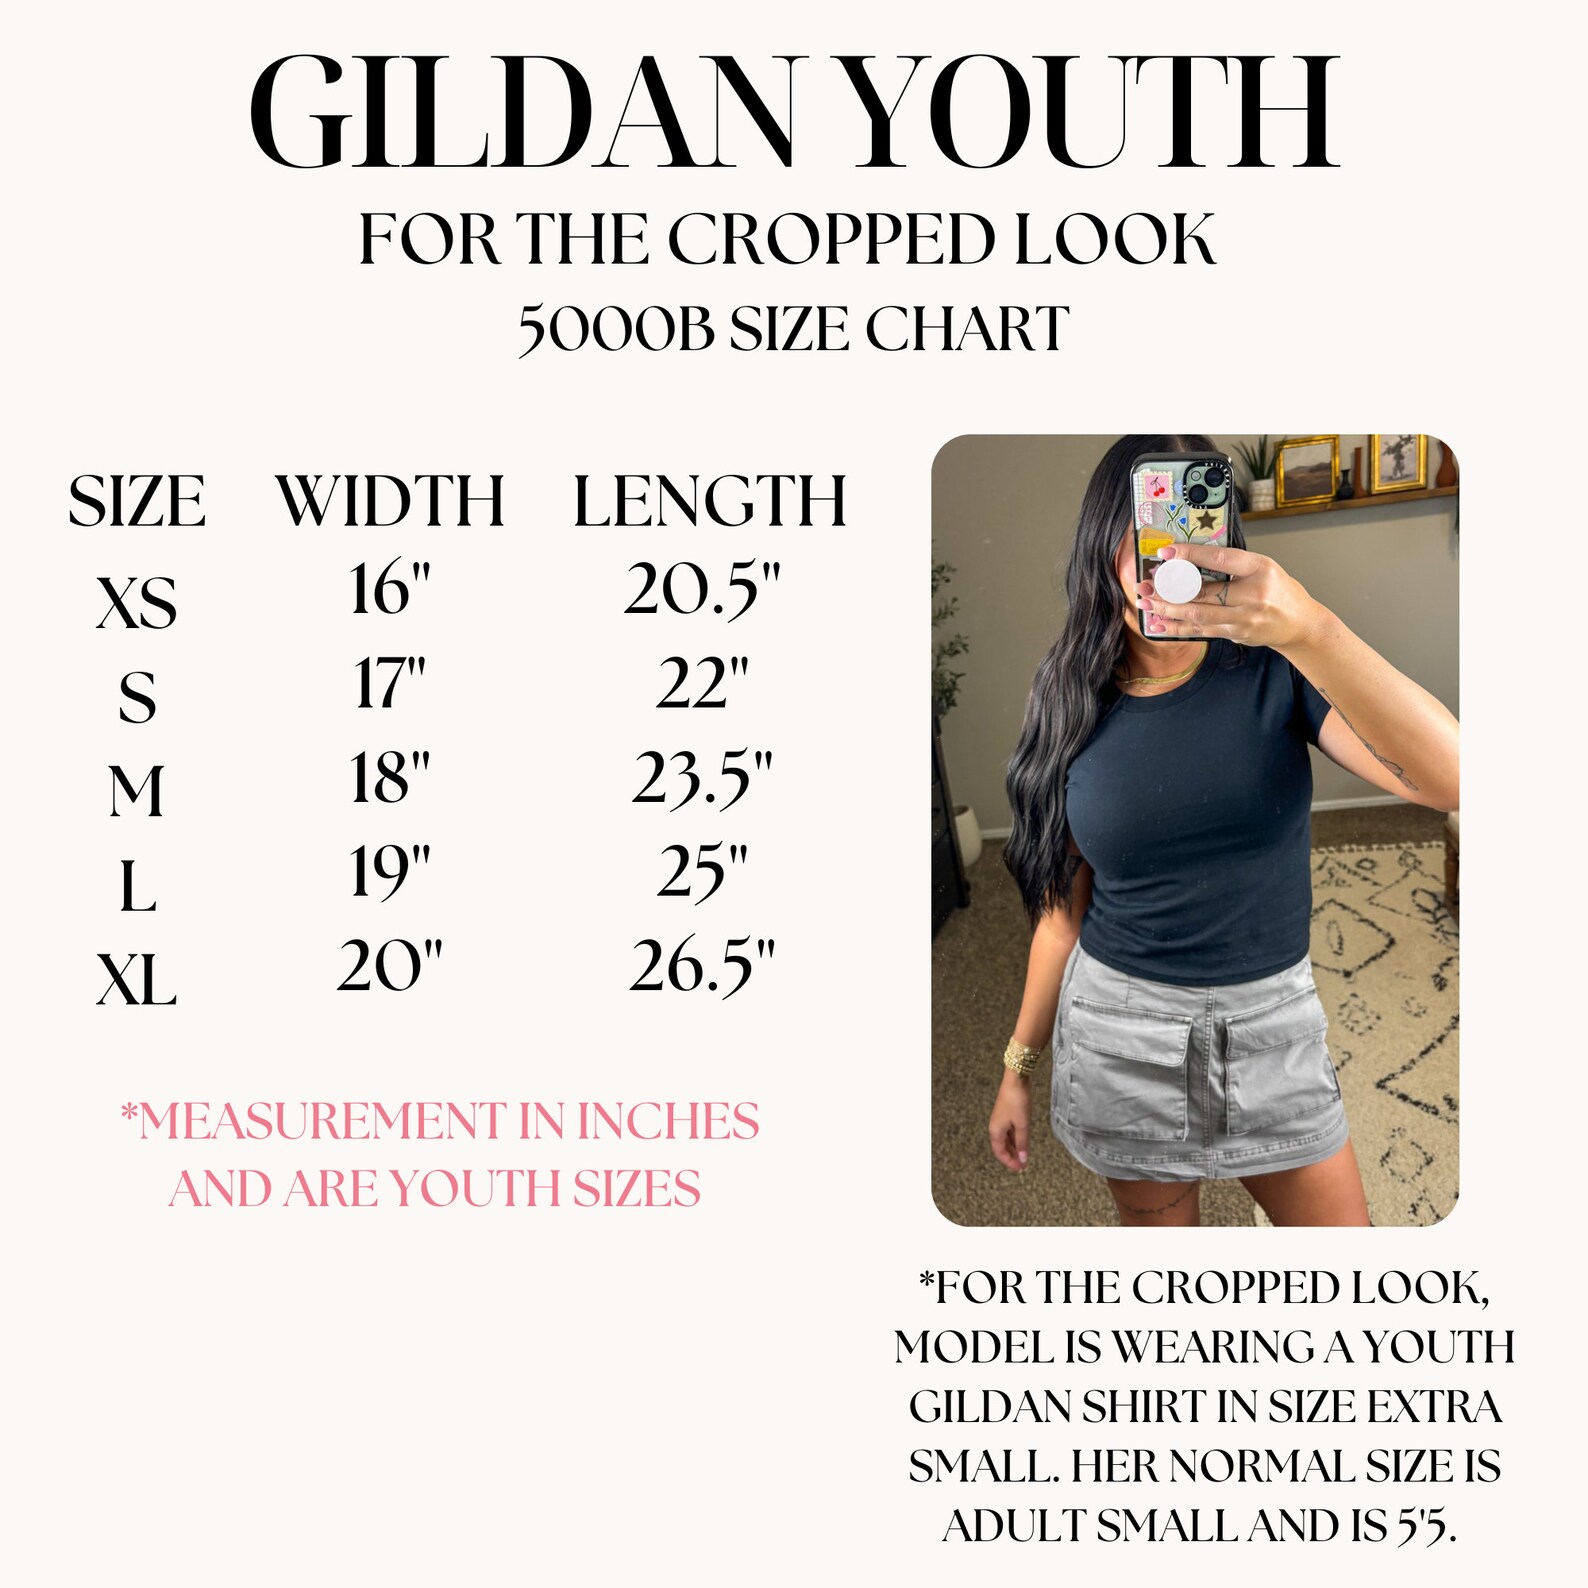 GILDAN YOUTH
FOR THE CROPPED LOOK
5000B SIZE CHART
SIZE WIDTH LENGTH
XS 16" 20.5"
S 17" 22"
M 18" 23.5"
L 19" 25"
XL 20" 26.5"
*MEASUREMENT IN INCHES
AND ARE YOUTH SIZES
*FOR THE CROPPED LOOK,
MODEL IS WEARING A YOUTH
GILDAN SHIRT IN SIZE EXTRA
SMALL. HER NORMAL SIZE IS
ADULT SMALL AND IS 5'5.